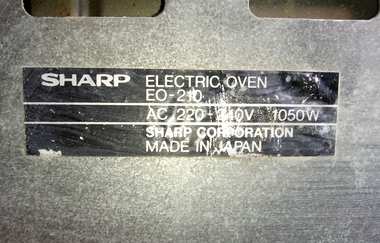 SHARP ELECTRIC OVEN
EO-210
AC 220-240V 1050W
SHARP CORPORATION
MADE IN JAPAN